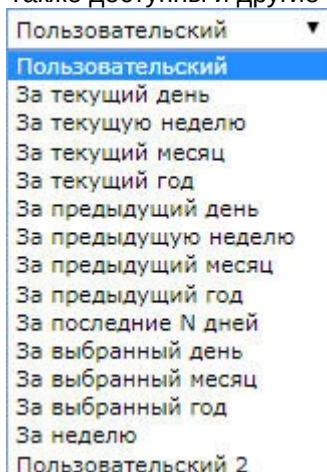 Также доступны и другие
Пользовательский
Пользовательский
За текущий день
За текущую неделю
За текущий месяц
За текущий год
За предыдущий день
За предыдущую неделю
За предыдущий месяц
За предыдущий год
За последние N дней
За выбранный день
За выбранный месяц
За выбранный год
За неделю
Пользовательский 2